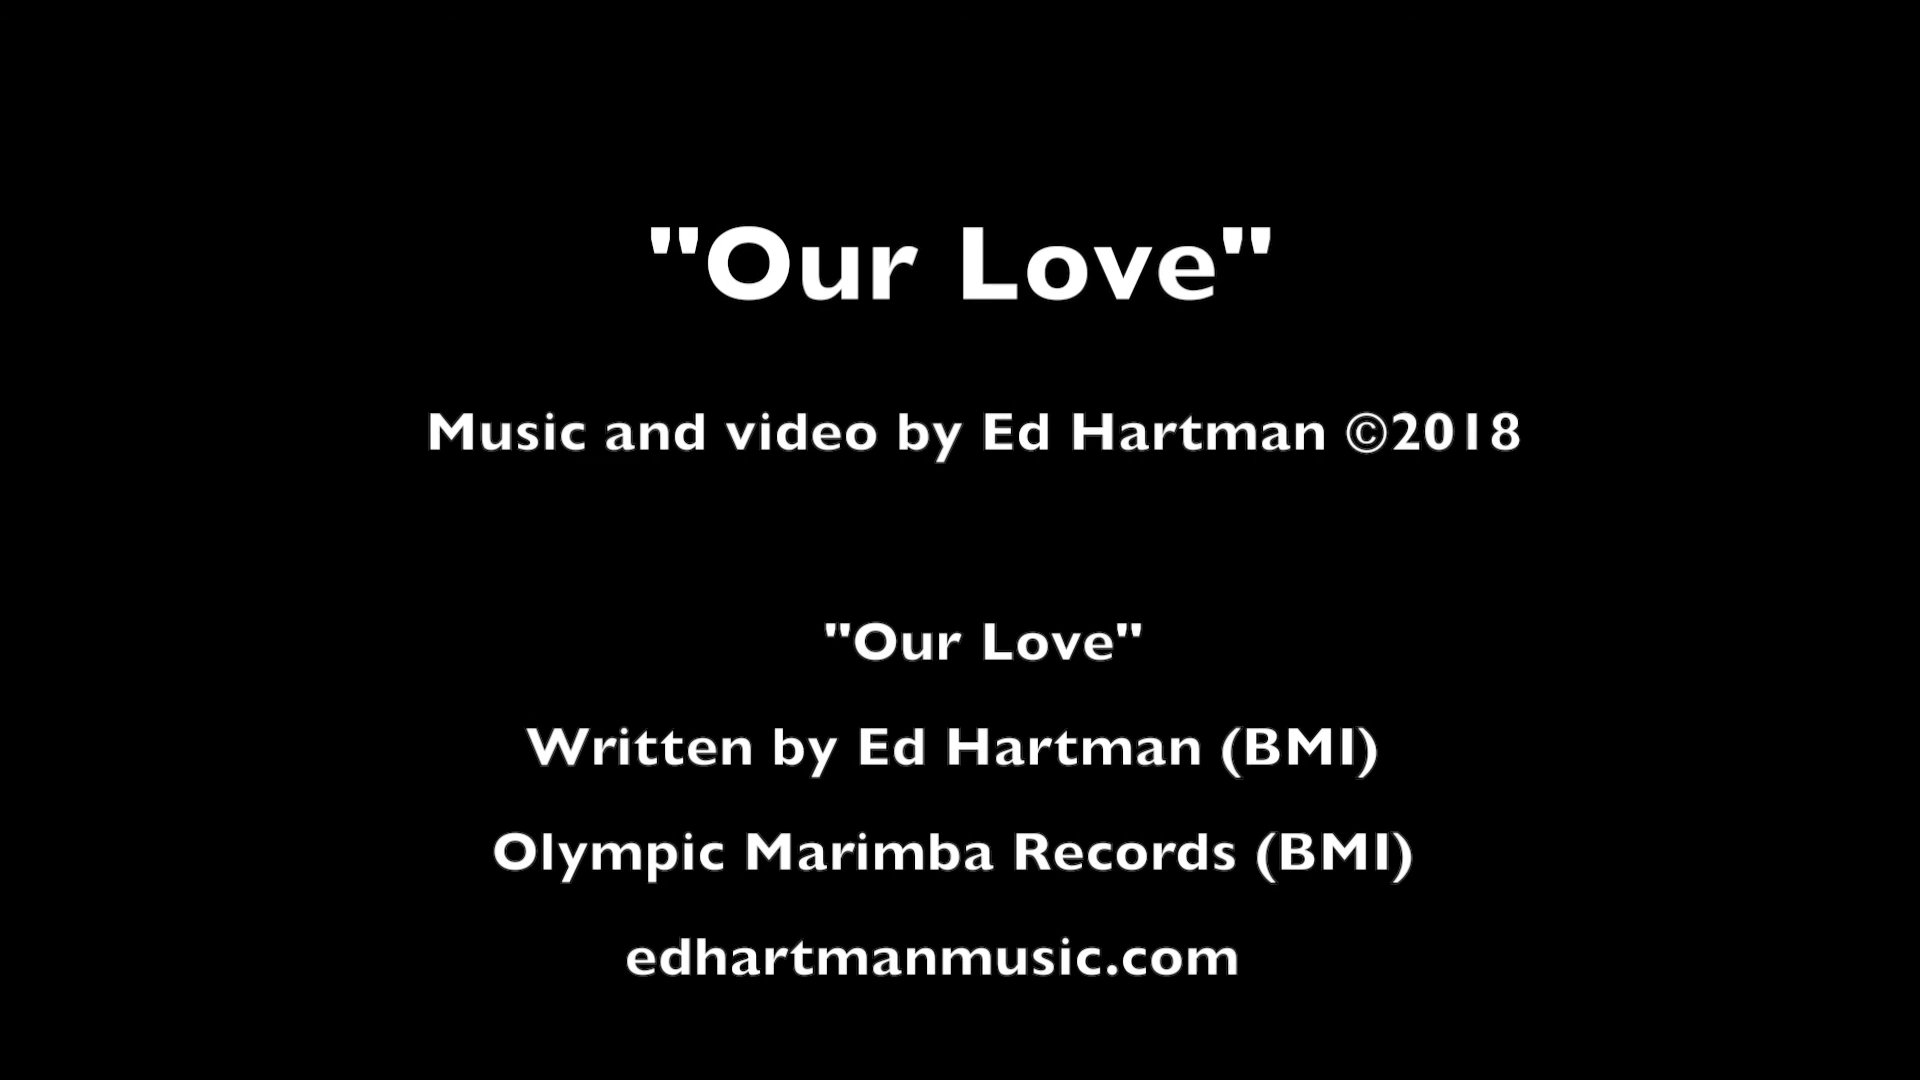 "Our Love"
Music and video by Ed Hartman ©2018
"Our Love"
Written by Ed Hartman (BMI)
Olympic Marimba Records (BMI)
edhartmanmusic.com